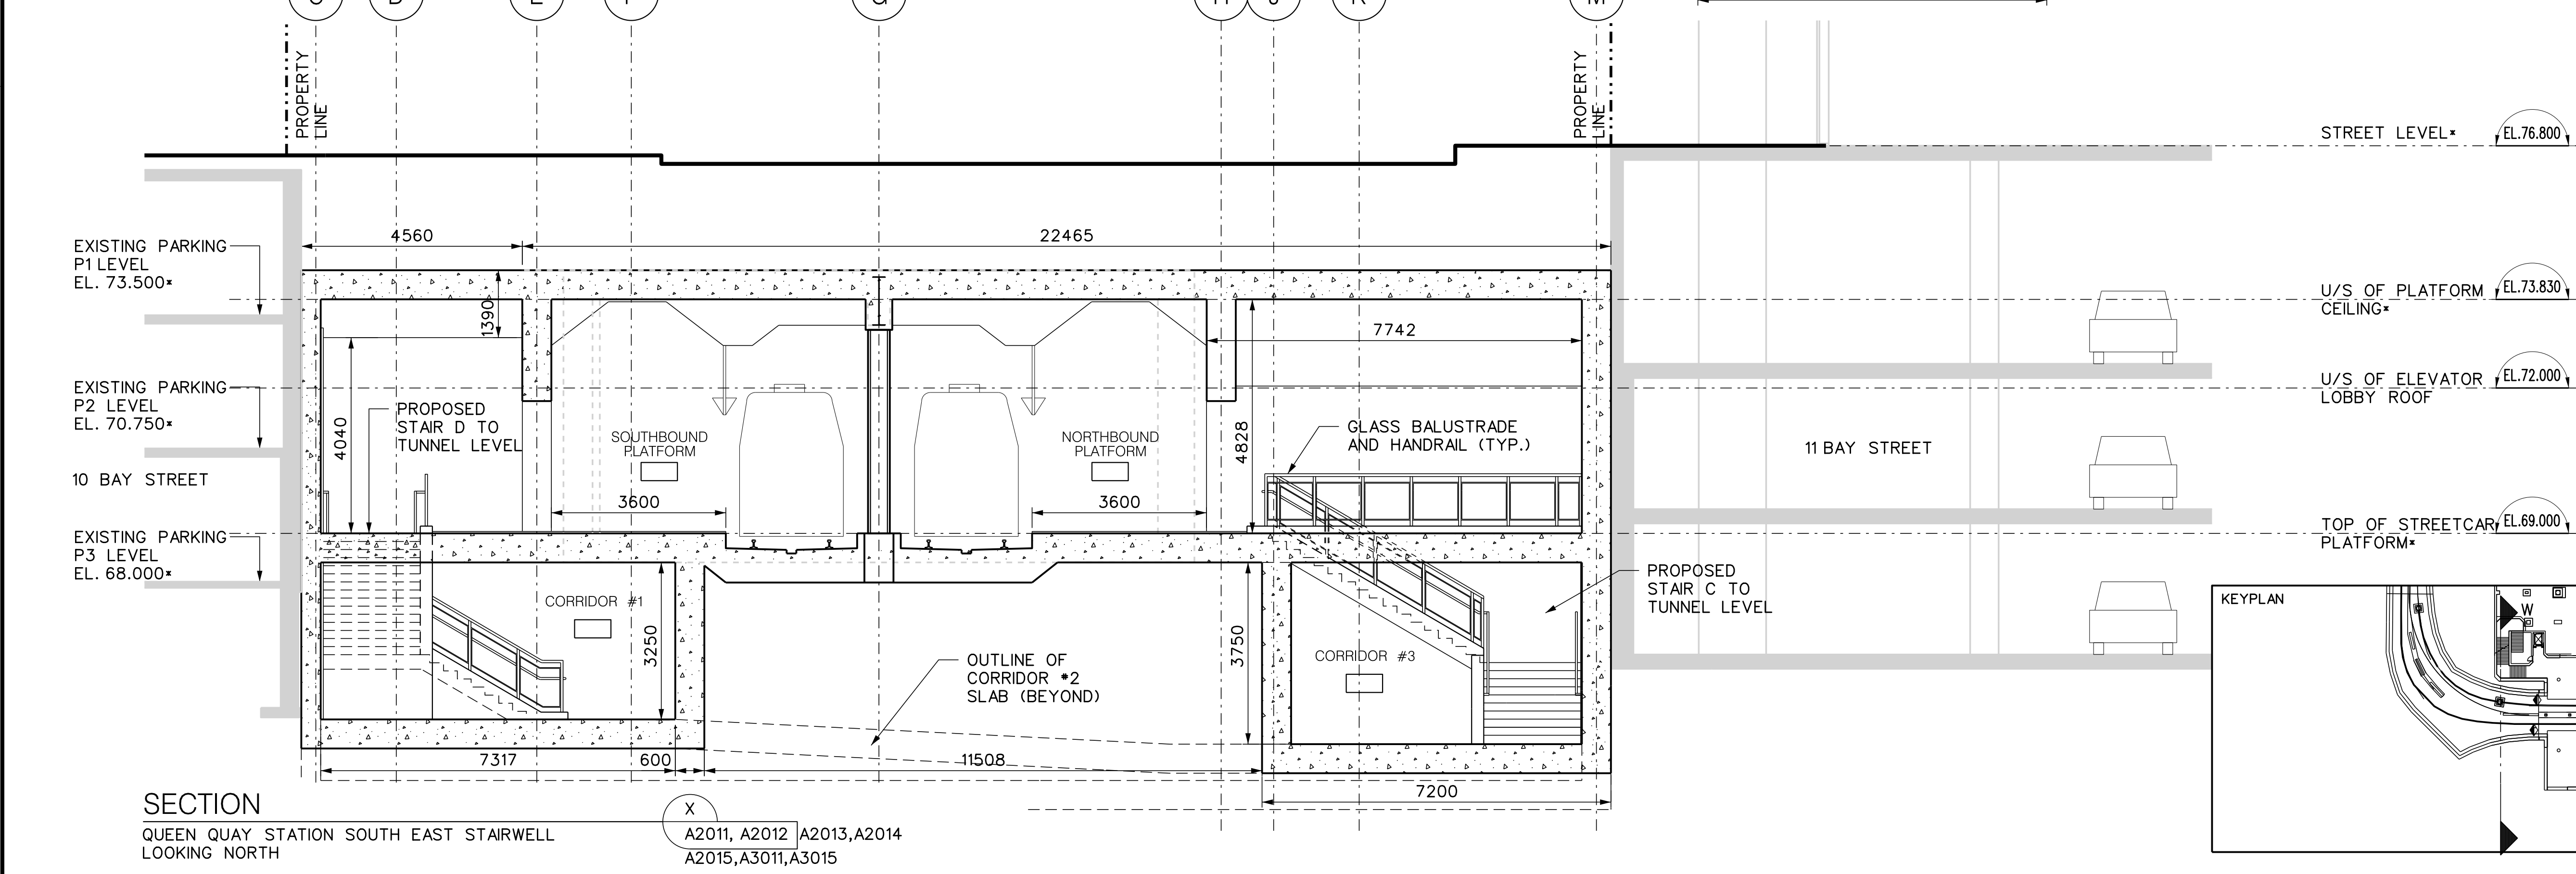 PROPERTY
LINE
PROPERTY
LINE
STREET LEVEL*
EL.76.800
4560
22465
EXISTING PARKING
P1 LEVEL
EL. 73.500*
1390
7742
U/S OF PLATFORM
CEILING*
EL.73.830
EXISTING PARKING
P2 LEVEL
EL. 70.750*
4040
PROPOSED
STAIR D TO
TUNNEL LEVEL
SOUTHBOUND
PLATFORM
NORTHBOUND
PLATFORM
4828
GLASS BALUSTRADE
AND HANDRAIL (TYP.)
11 BAY STREET
U/S OF ELEVATOR
LOBBY ROOF
EL.72.000
10 BAY STREET
3600
3600
EXISTING PARKING
P3 LEVEL
EL. 68.000*
TOP OF STREETCAR
PLATFORM*
EL.69.000
CORRIDOR #1
3250
OUTLINE OF
CORRIDOR #2
SLAB (BEYOND)
3750
CORRIDOR #3
PROPOSED
STAIR C TO
TUNNEL LEVEL
KEYPLAN
W
7317
600
11508
7200
SECTION
QUEEN QUAY STATION SOUTH EAST STAIRWELL
LOOKING NORTH
X
A2011, A2012 A2013,A2014
A2015,A3011,A3015